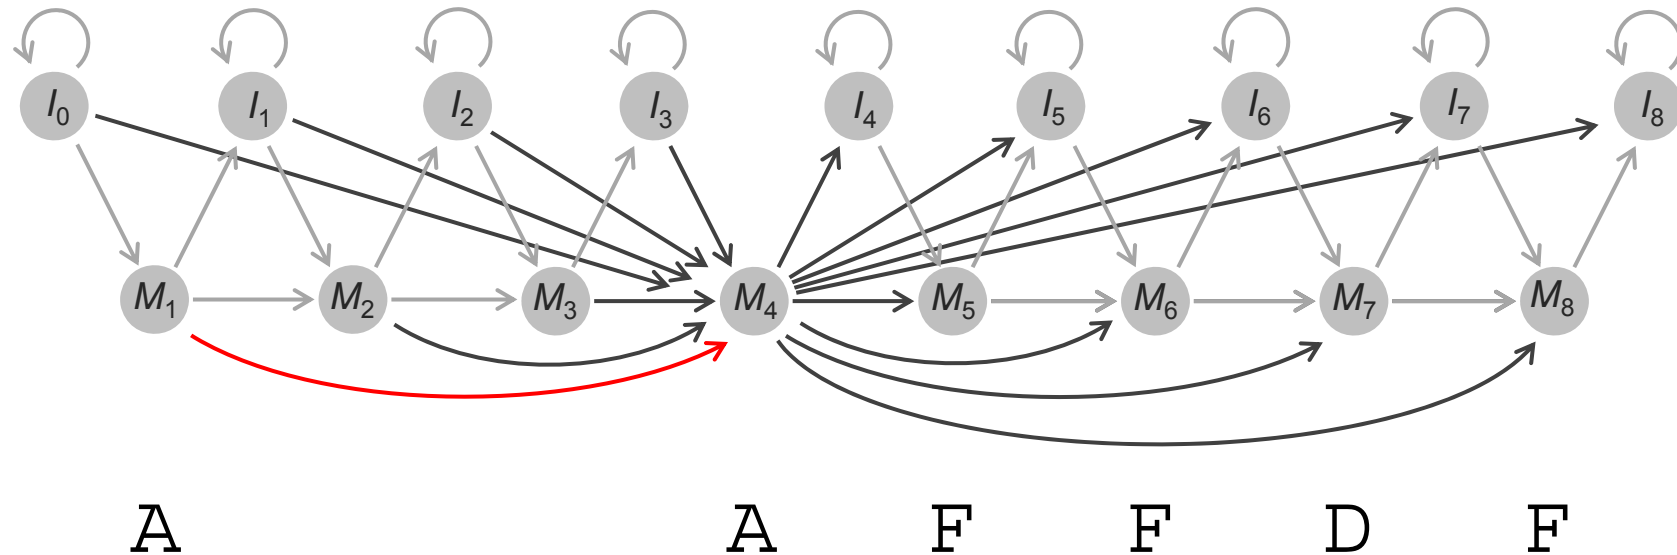 I₀ I₁ I₂ I₃ I₄ I₅ I₆ I₇ I₈
M₁ M₂ M₃ M₄ M₅ M₆ M₇ M₈
A A F F D F